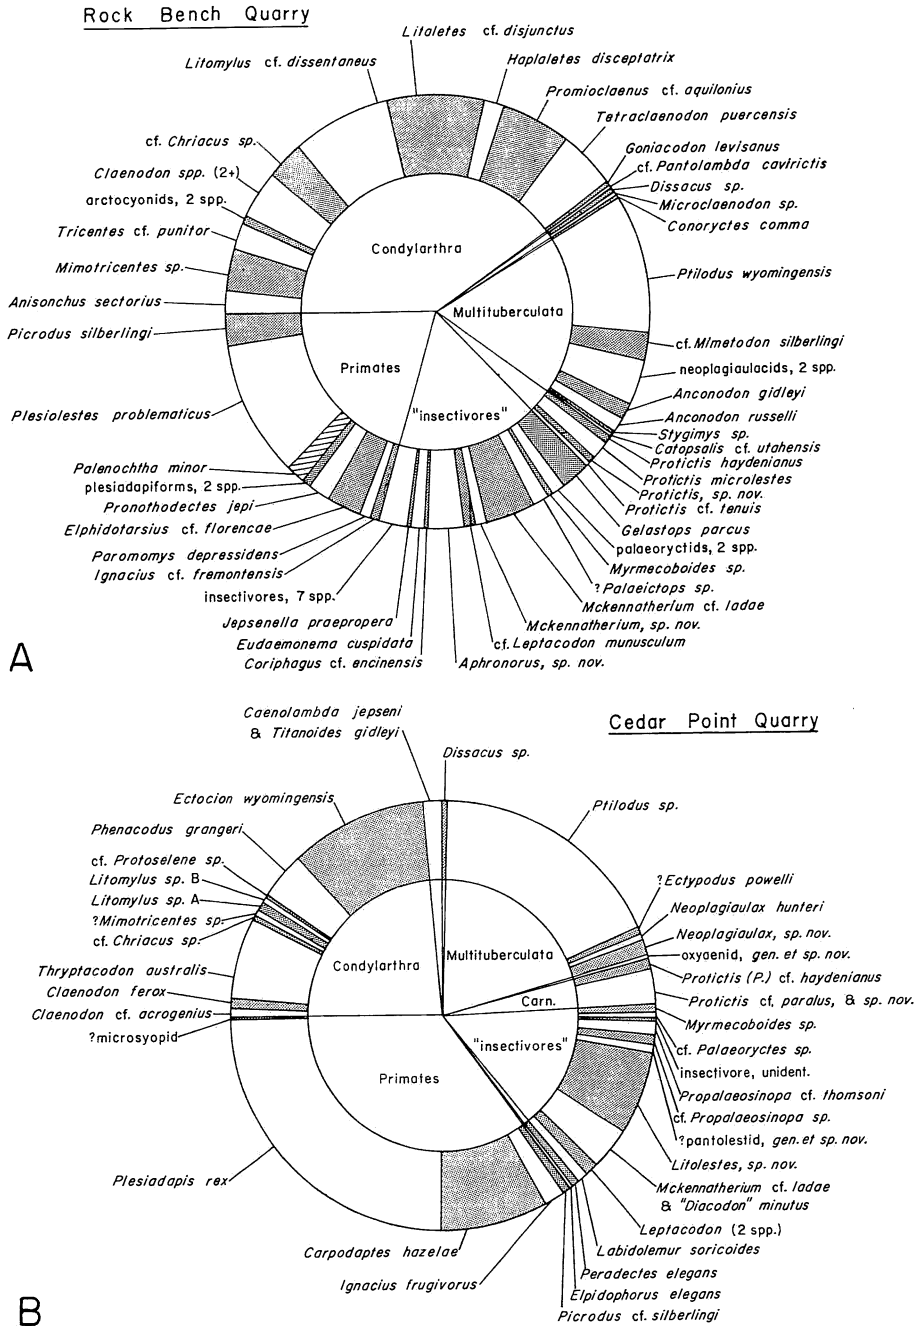 Rock Bench Quarry
Litaletes cf. disjunctus
Litomylus cf. dissentaneus
Haplaletes disceptatrix
Promioclaenus cf. aquilonius
Tetraclaenodon puercensis
cf. Chriacus sp.
Goniacodon levisanus
cf. Pantolambda cavirictis
Claenodon spp. (2+)
Dissacus sp.
arctocyonids, 2 spp.
Microclaenodon sp.
Conoryctes comma
Tricentes cf. punitor
Condylarthra
Mimotricentes sp.
Ptilodus wyomingensis
Anisonchus sectorius
Multituberculata
Picrodus silberlingi
cf. Mimetodon silberlingi
Primates
neoplagiaulacids, 2 spp.
Anconodon gidleyi
Plesiolestes problematicus
"insectivores"
Anconodon russelli
Stygimys sp.
Catopsalis cf. utahensis
Protictis haydenianus
Palenochtha minor
Protictis microlestes
plesiadapiforms, 2 spp.
Protictis, sp. nov.
Pronothodectes jepi
Protictis cf. tenuis
Elphidotarsius cf. florencae
Gelastops parcus
palaeoryctids, 2 spp.
Paromomys depressidens
Myrmecoboides sp.
Ignacius cf. fremontensis
?Palaeictops sp.
insectivores, 7 spp.
Mckennatherium cf. ladae
Jepsenella praepropera
Mckennatherium, sp. nov.
Eudaemonema cuspidata
cf. Leptacodon munusculum
Coriphagus cf. encinensis
Aphronorus, sp. nov.
A
Caenolambda jepseni
& Titanoides gidleyi
Cedar Point Quarry
Dissacus sp.
Ectocion wyomingensis
Ptilodus sp.
Phenacodus grangeri
cf. Protoselene sp.
Litomylus sp. B
?Ectypodus powelli
Litomylus sp. A
Neoplagiaulax hunteri
?Mimotricentes sp.
cf. Chriacus sp.
Neoplagiaulax, sp. nov.
Multituberculata
oxyaenid, gen. et sp. nov.
Condylarthra
Thryptacodon australis
Protictis (P.) cf. haydenianus
Claenodon ferox
Carn.
Protictis cf. paralus, & sp. nov.
Claenodon cf. acrogenius
Myrmecoboides sp.
?microsyopid
"insectivores"
cf. Palaeoryctes sp.
insectivore, unident.
Primates
Propalaeosinopa cf. thomsoni
cf. Propalaeosinopa sp.
?pantolestid, gen. et sp. nov.
Litolestes, sp. nov.
Plesiadapis rex
Mckennatherium cf. ladae
& "Diacodon" minutus
Leptacodon (2 spp.)
Carpodaptes hazelae
Labidolemur soricoides
Ignacius frugivorus
Peradectes elegans
Elpidophorus elegans
Picrodus cf. silberlingi
B